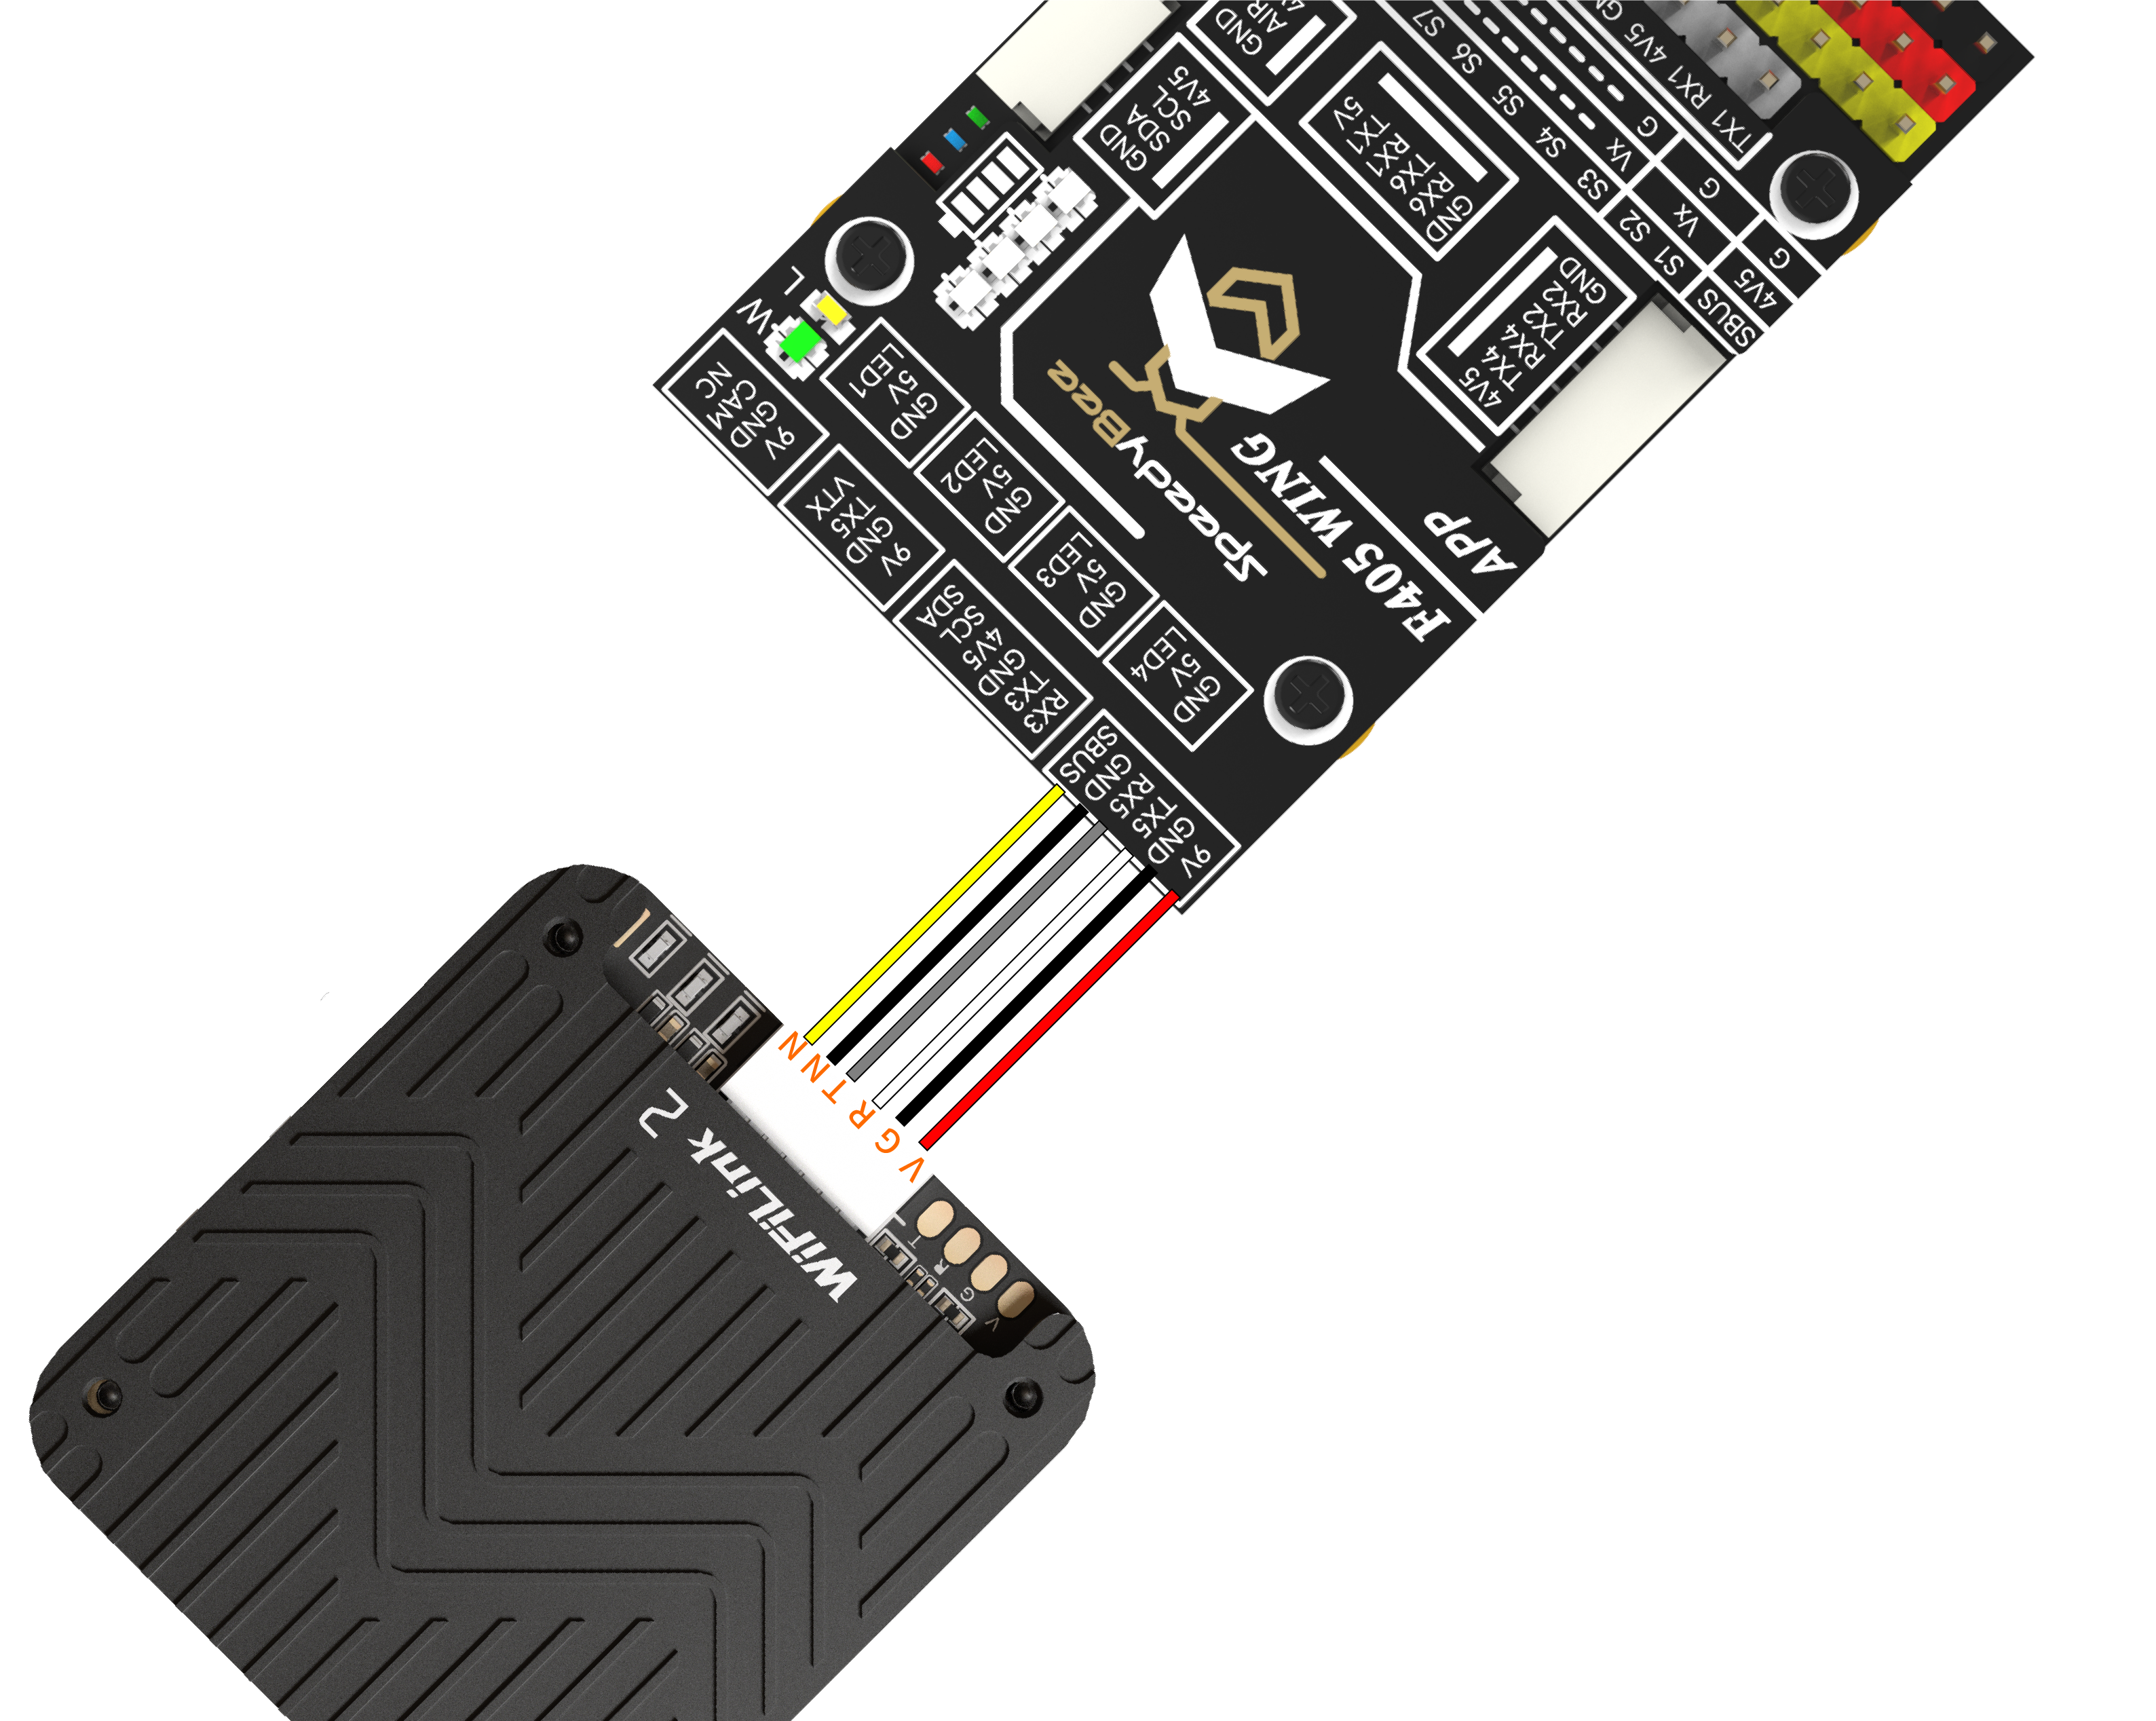 GND
AIR
GND
SDA
SCL
4V5
5V
TX1
RX1
TX6
RX6
GND
S7
S6
S5
S4
S3
S2
S1
SBUS
Vx
Vx
4V5
G
G
G
TX1
RX1
4V5
L
W
NC
CAM
GND
9V
LED1
5V
GND
VTX
TX5
GND
9V
LED2
5V
GND
LED3
5V
GND
LED4
5V
GND
SDA
SCL
4V5
GND
TX3
RX3
SBUS
GND
RX5
TX5
GND
9V
4V5
TX4
RX4
TX2
RX2
GND
SpeedyBee
F405 WING
APP
N
N
T
R
G
V
WiFiLink 2
T
R
G
V